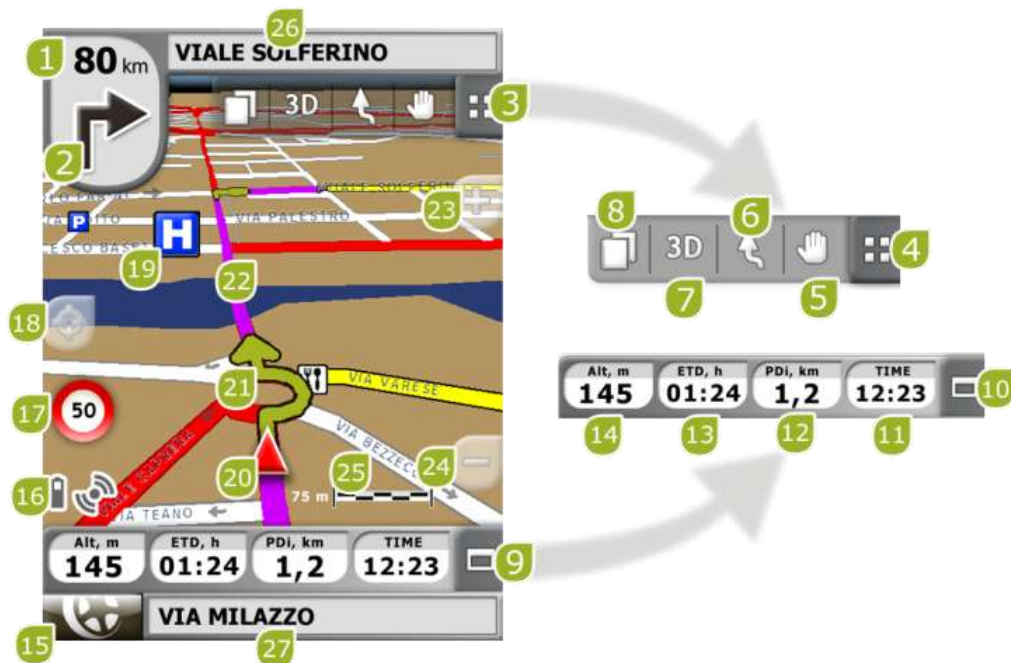 26
1 80 km VIALE SOLFERINO
3D 3
2
VIALE SOLFERIN
23
P
VIA PALESTRO
H
19
22
18
21
VIA VARESE
17 50
VIA BEZZECC
20 25 24
16
75 m
VIA TEANO
Alt, m ETD, h PDi, km TIME
145 01:24 1,2 12:23 9
15 VIA MILAZZO
27
8 6
3D 4
7 5
Alt, m ETD, h PDi, km TIME
145 01:24 1,2 12:23 10
14 13 12 11